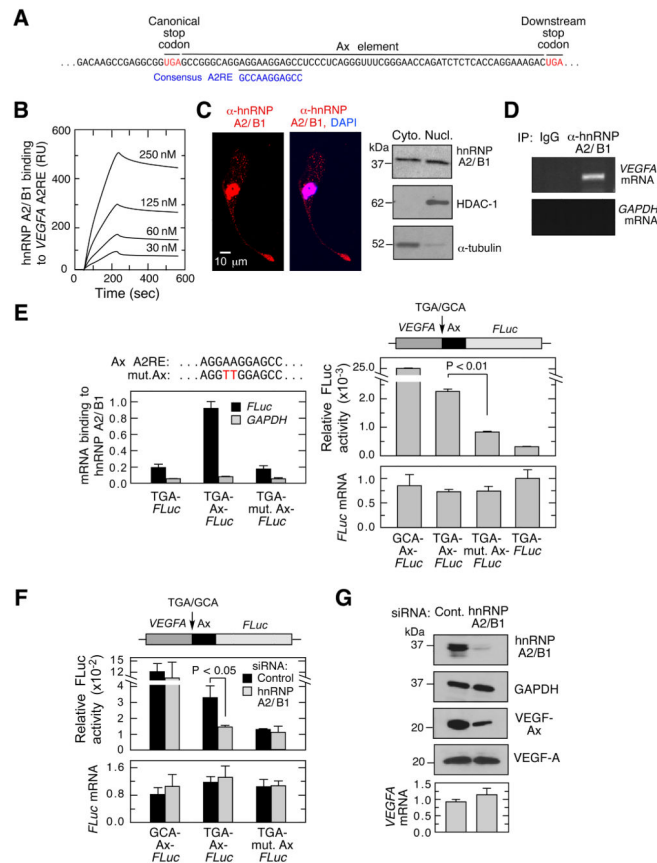 A
Canonical stop codon
Ax element
Downstream stop codon
...GACAAGCCGAGGCGGUGAGCCGGGCAGGAGGAAGGAGCCUCCCUCAGGGUUUCGGGAACCAGAUCUCUCACCAGGAAAGACUGA...
Consensus A2RE GCCAAGGAGCC
B
hnRNP A2/B1 binding to VEGFA A2RE (RU)
600
400
200
0
250 nM
125 nM
60 nM
30 nM
0 200 400 600
Time (sec)
C
α-hnRNP A2/B1
α-hnRNP A2/B1, DAPI
10 µm
kDa Cyto. Nucl.
37
hnRNP A2/B1
62
HDAC-1
52
α-tubulin
D
IP: IgG α-hnRNP A2/B1
VEGFA mRNA
GAPDH mRNA
E
Ax A2RE: ...AGGAAGGAGCC...
mut.Ax: ...AGGTTGGAGCC...
mRNA binding to hnRNP A2/B1
1.0
0.8
0.6
0.4
0.2
0.0
FLuc
GAPDH
TGA-FLuc
TGA-Ax-FLuc
TGA-mut. Ax-FLuc
TGA/GCA
VEGFA Ax FLuc
Relative FLuc activity (x10-3)
25.0
3.0
2.0
1.0
0.0
P < 0.01
FLuc mRNA
1.0
0.5
0.0
GCA-Ax-FLuc
TGA-Ax-FLuc
TGA-mut. Ax-FLuc
TGA-FLuc
F
TGA/GCA
VEGFA Ax FLuc
Relative FLuc activity (x10-2)
15
12
4
3
2
1
0
P < 0.05
siRNA:
Control
hnRNP A2/B1
FLuc mRNA
2.0
1.5
1.0
0.5
0.0
GCA-Ax-FLuc
TGA-Ax-FLuc
TGA-mut. Ax FLuc
G
siRNA: Cont. hnRNP A2/B1
kDa
37
hnRNP A2/B1
37
GAPDH
20
VEGF-Ax
20
VEGF-A
VEGFA mRNA
1.5
1.0
0.5
0.0